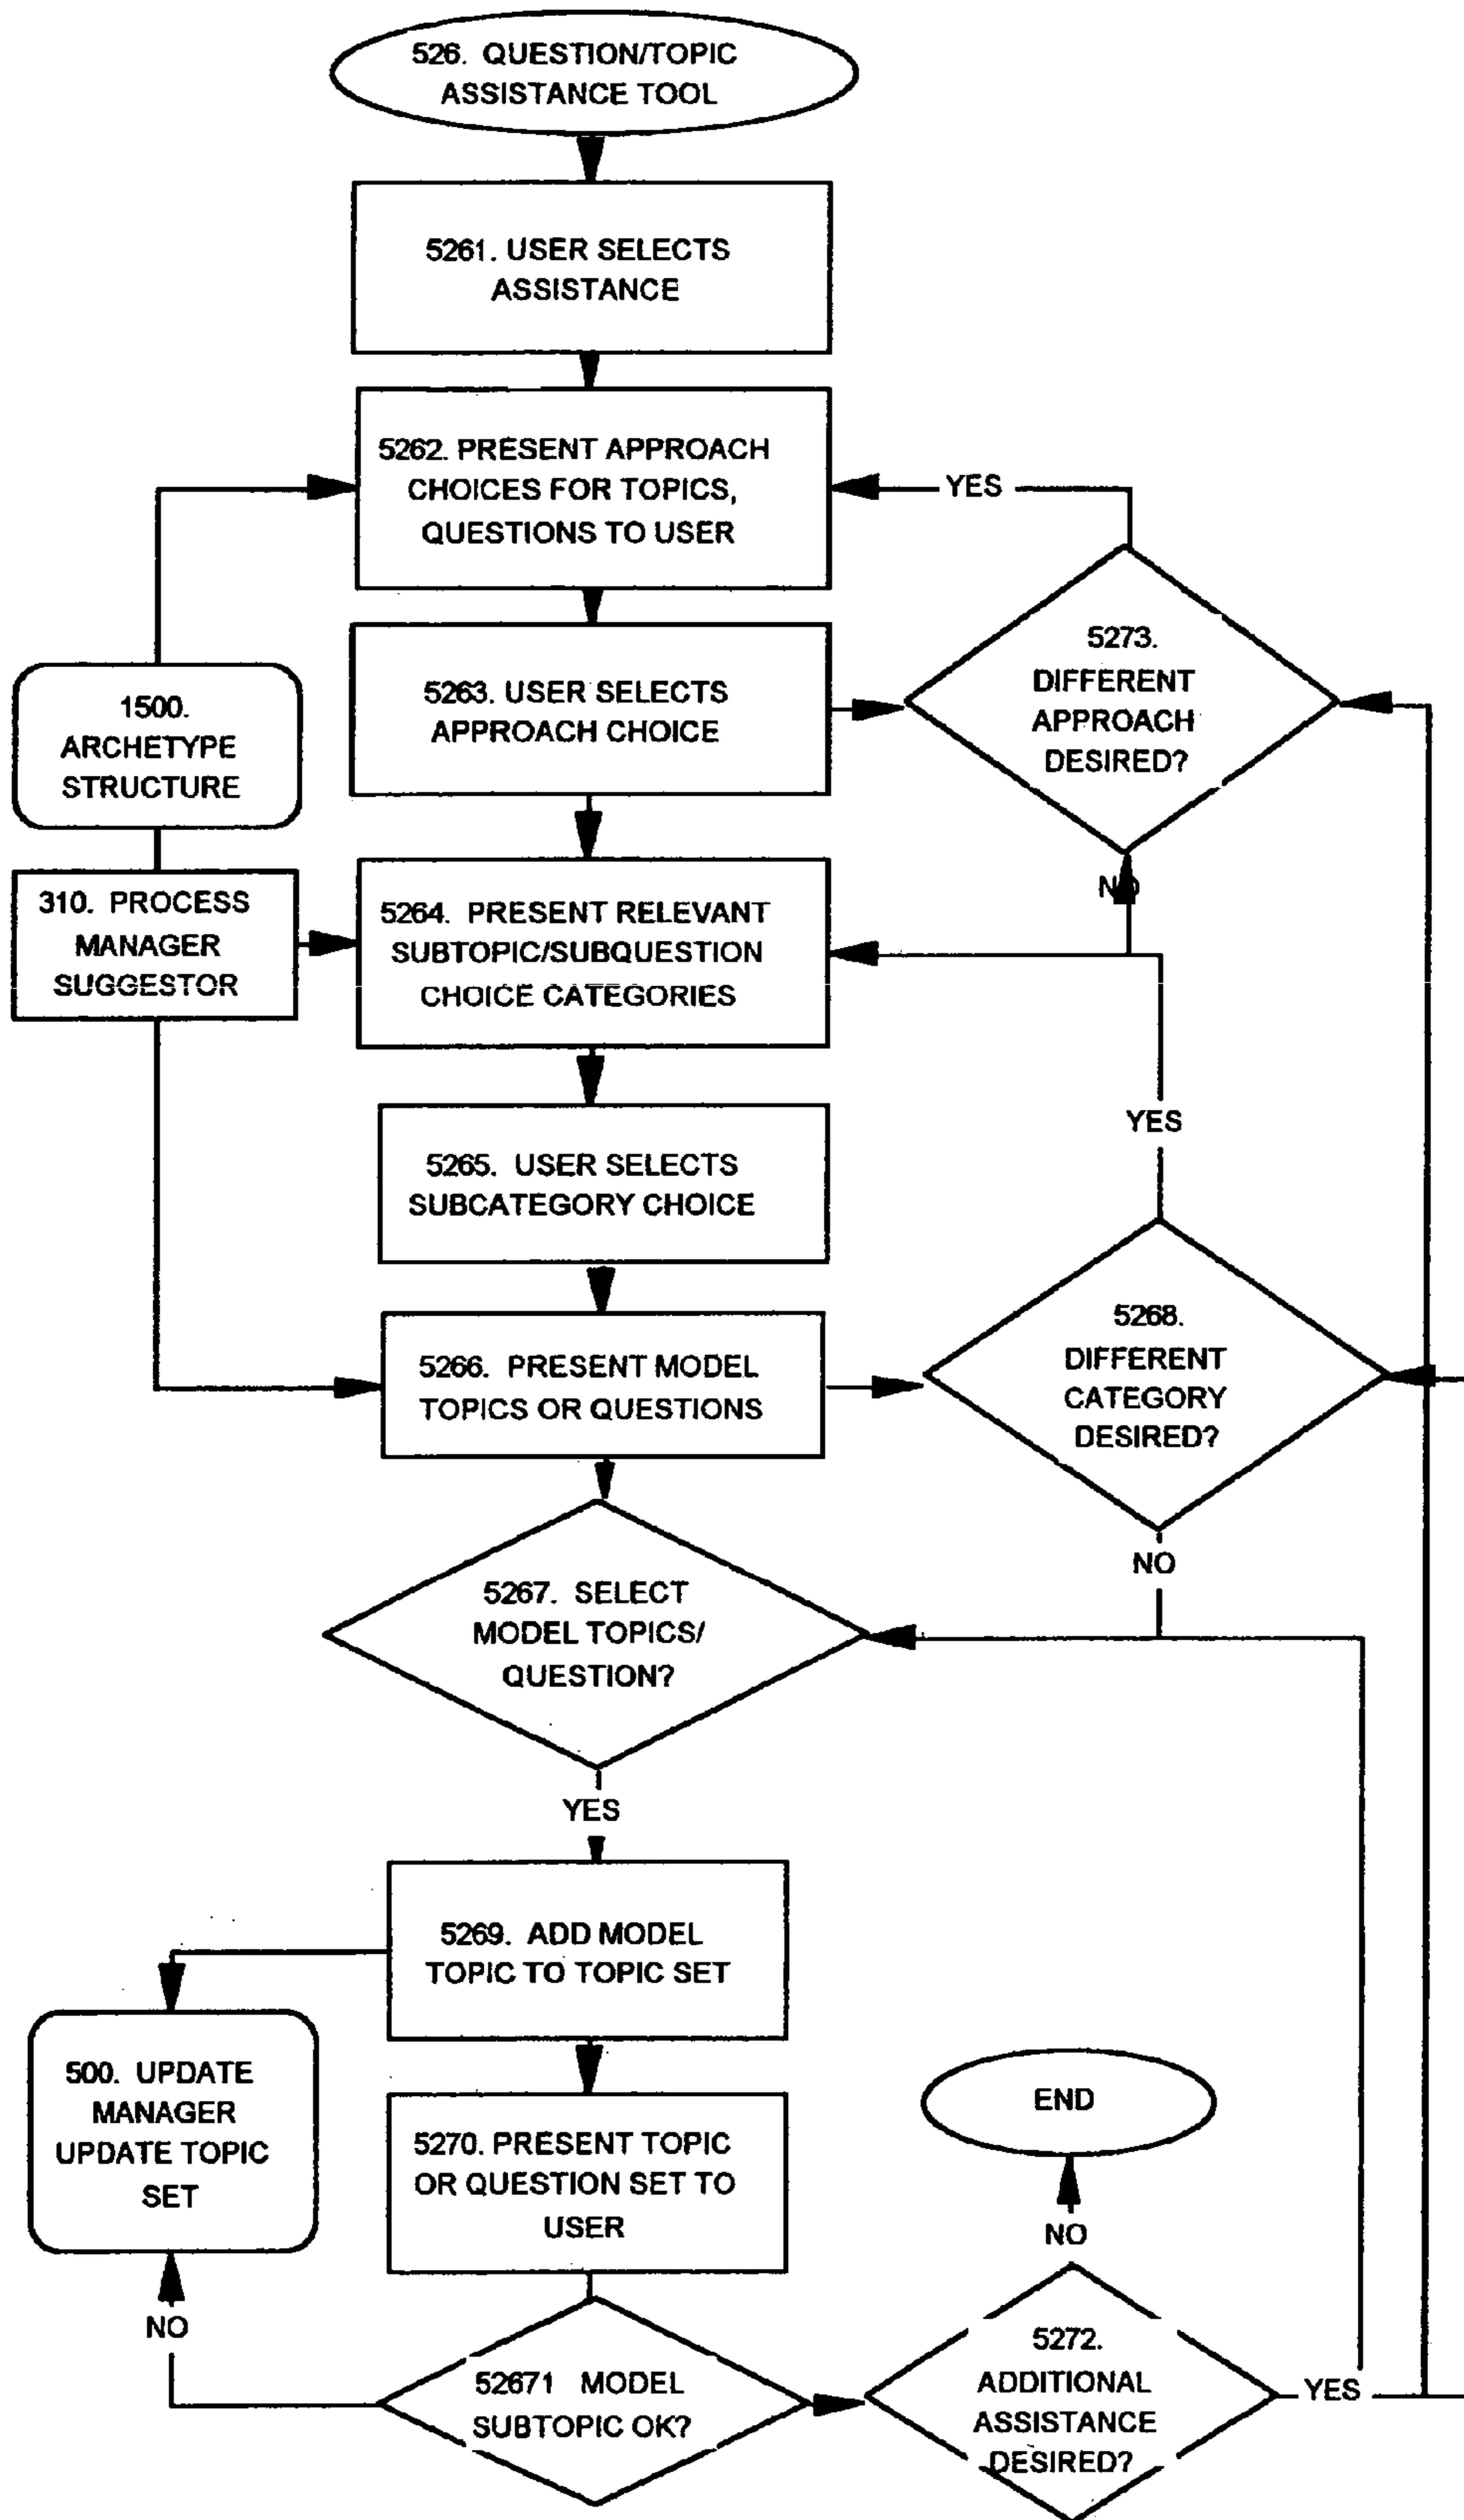 526. QUESTION/TOPIC
ASSISTANCE TOOL
5261. USER SELECTS
ASSISTANCE
5262. PRESENT APPROACH
CHOICES FOR TOPICS,
QUESTIONS TO USER
YES
5273.
DIFFERENT
APPROACH
DESIRED?
5263. USER SELECTS
APPROACH CHOICE
1500.
ARCHETYPE
STRUCTURE
NO
310. PROCESS
MANAGER
SUGGESTOR
5264. PRESENT RELEVANT
SUBTOPIC/SUBQUESTION
CHOICE CATEGORIES
YES
5265. USER SELECTS
SUBCATEGORY CHOICE
5266. PRESENT MODEL
TOPICS OR QUESTIONS
5268.
DIFFERENT
CATEGORY
DESIRED?
NO
5267. SELECT
MODEL TOPICS/
QUESTION?
YES
5269. ADD MODEL
TOPIC TO TOPIC SET
500. UPDATE
MANAGER
UPDATE TOPIC
SET
5270. PRESENT TOPIC
OR QUESTION SET TO
USER
END
NO
NO
52671 MODEL
SUBTOPIC OK?
5272.
ADDITIONAL
ASSISTANCE
DESIRED?
YES